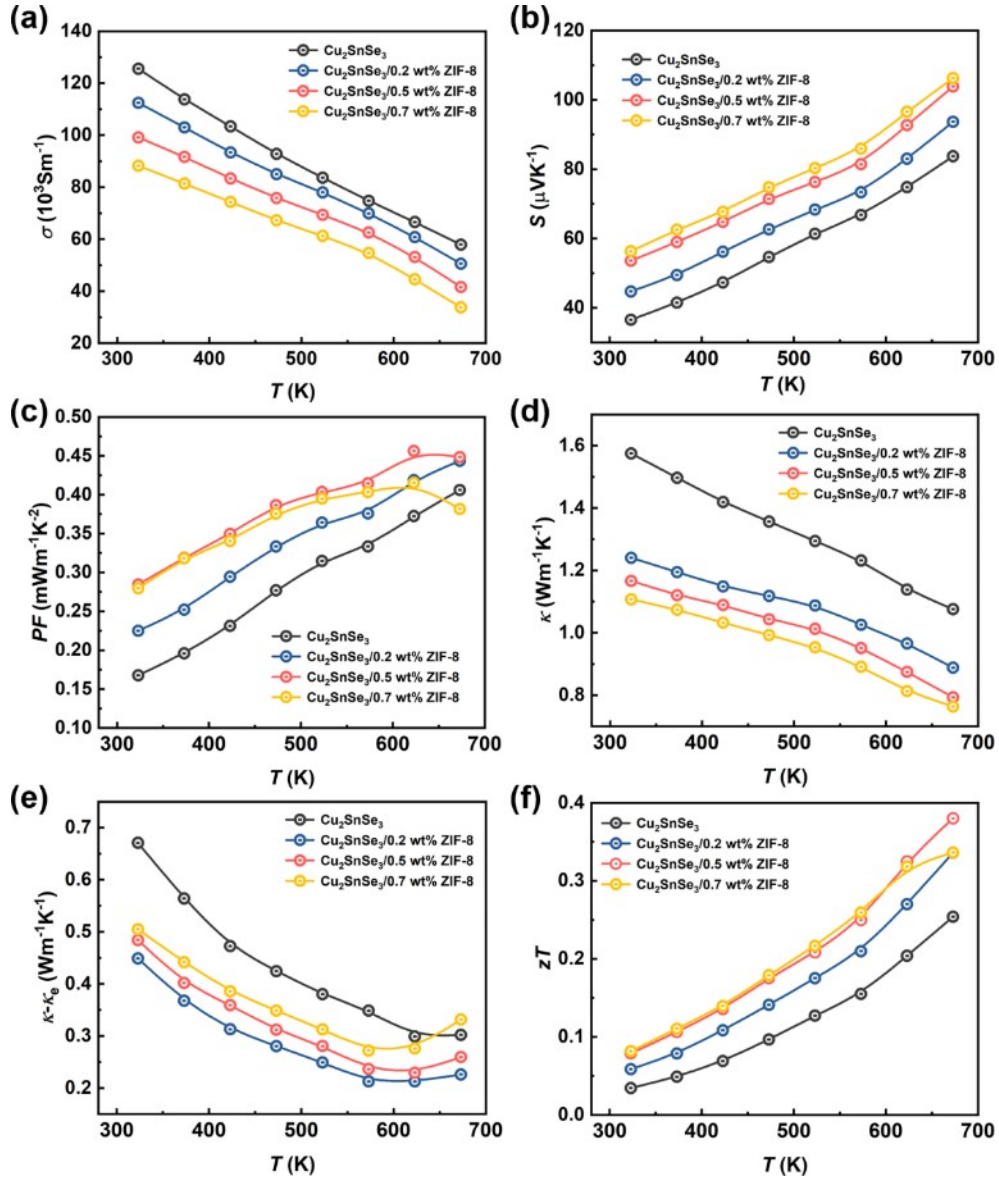 (a)
140
120
100
80
60
40
20
σ (10³Sm⁻¹)
Cu₂SnSe₃
Cu₂SnSe₃/0.2 wt% ZIF-8
Cu₂SnSe₃/0.5 wt% ZIF-8
Cu₂SnSe₃/0.7 wt% ZIF-8
300 400 500 600 700
T (K)
(b)
120
100
80
60
40
S (μVK⁻¹)
Cu₂SnSe₃
Cu₂SnSe₃/0.2 wt% ZIF-8
Cu₂SnSe₃/0.5 wt% ZIF-8
Cu₂SnSe₃/0.7 wt% ZIF-8
300 400 500 600 700
T (K)
(c)
0.50
0.45
0.40
0.35
0.30
0.25
0.20
0.15
0.10
PF (mWm⁻¹K⁻²)
Cu₂SnSe₃
Cu₂SnSe₃/0.2 wt% ZIF-8
Cu₂SnSe₃/0.5 wt% ZIF-8
Cu₂SnSe₃/0.7 wt% ZIF-8
300 400 500 600 700
T (K)
(d)
1.6
1.4
1.2
1.0
0.8
κ (Wm⁻¹K⁻¹)
Cu₂SnSe₃
Cu₂SnSe₃/0.2 wt% ZIF-8
Cu₂SnSe₃/0.5 wt% ZIF-8
Cu₂SnSe₃/0.7 wt% ZIF-8
300 400 500 600 700
T (K)
(e)
0.7
0.6
0.5
0.4
0.3
0.2
κ-κₑ (Wm⁻¹K⁻¹)
Cu₂SnSe₃
Cu₂SnSe₃/0.2 wt% ZIF-8
Cu₂SnSe₃/0.5 wt% ZIF-8
Cu₂SnSe₃/0.7 wt% ZIF-8
300 400 500 600 700
T (K)
(f)
0.4
0.3
0.2
0.1
0.0
zT
Cu₂SnSe₃
Cu₂SnSe₃/0.2 wt% ZIF-8
Cu₂SnSe₃/0.5 wt% ZIF-8
Cu₂SnSe₃/0.7 wt% ZIF-8
300 400 500 600 700
T (K)